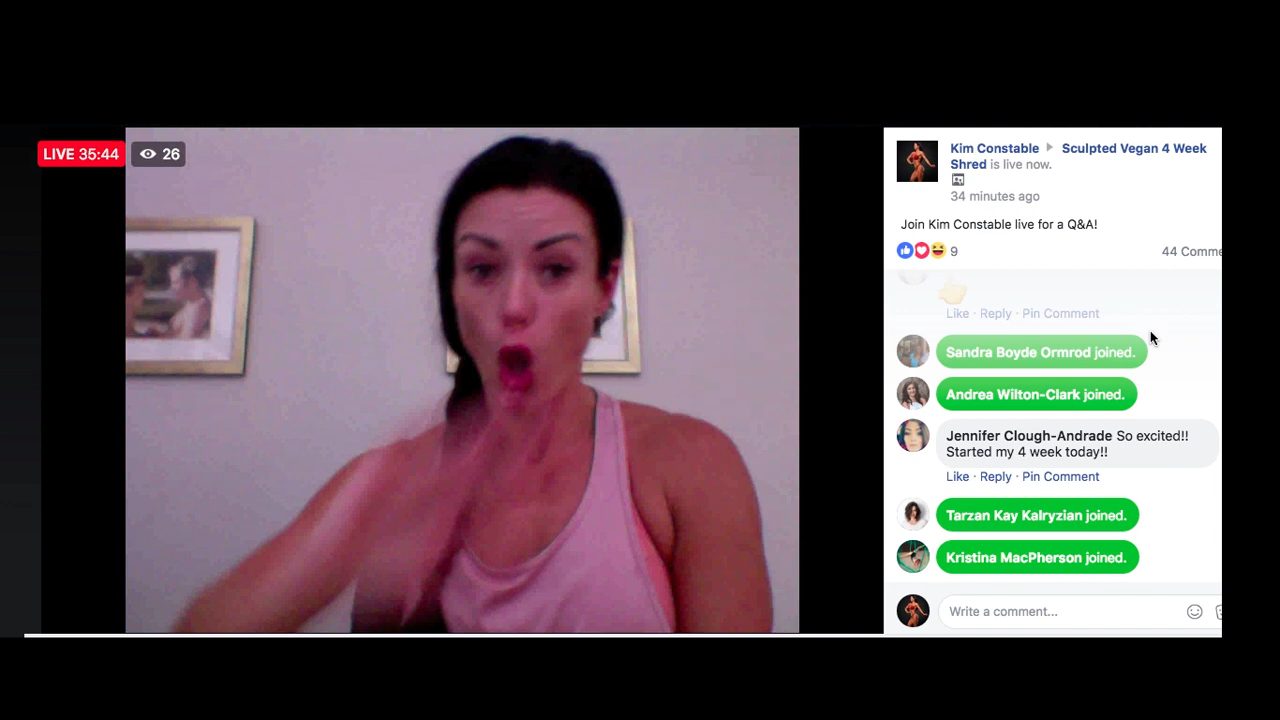 LIVE 35:44
26
Kim Constable Sculpted Vegan 4 Week
Shred is live now.
34 minutes ago
Join Kim Constable live for a Q&A!
9
44 Comme
Like · Reply · Pin Comment
Sandra Boyde Ormrod joined.
Andrea Wilton-Clark joined.
Jennifer Clough-Andrade So excited!!
Started my 4 week today!!
Like · Reply · Pin Comment
Tarzan Kay Kalryzian joined.
Kristina MacPherson joined.
Write a comment...